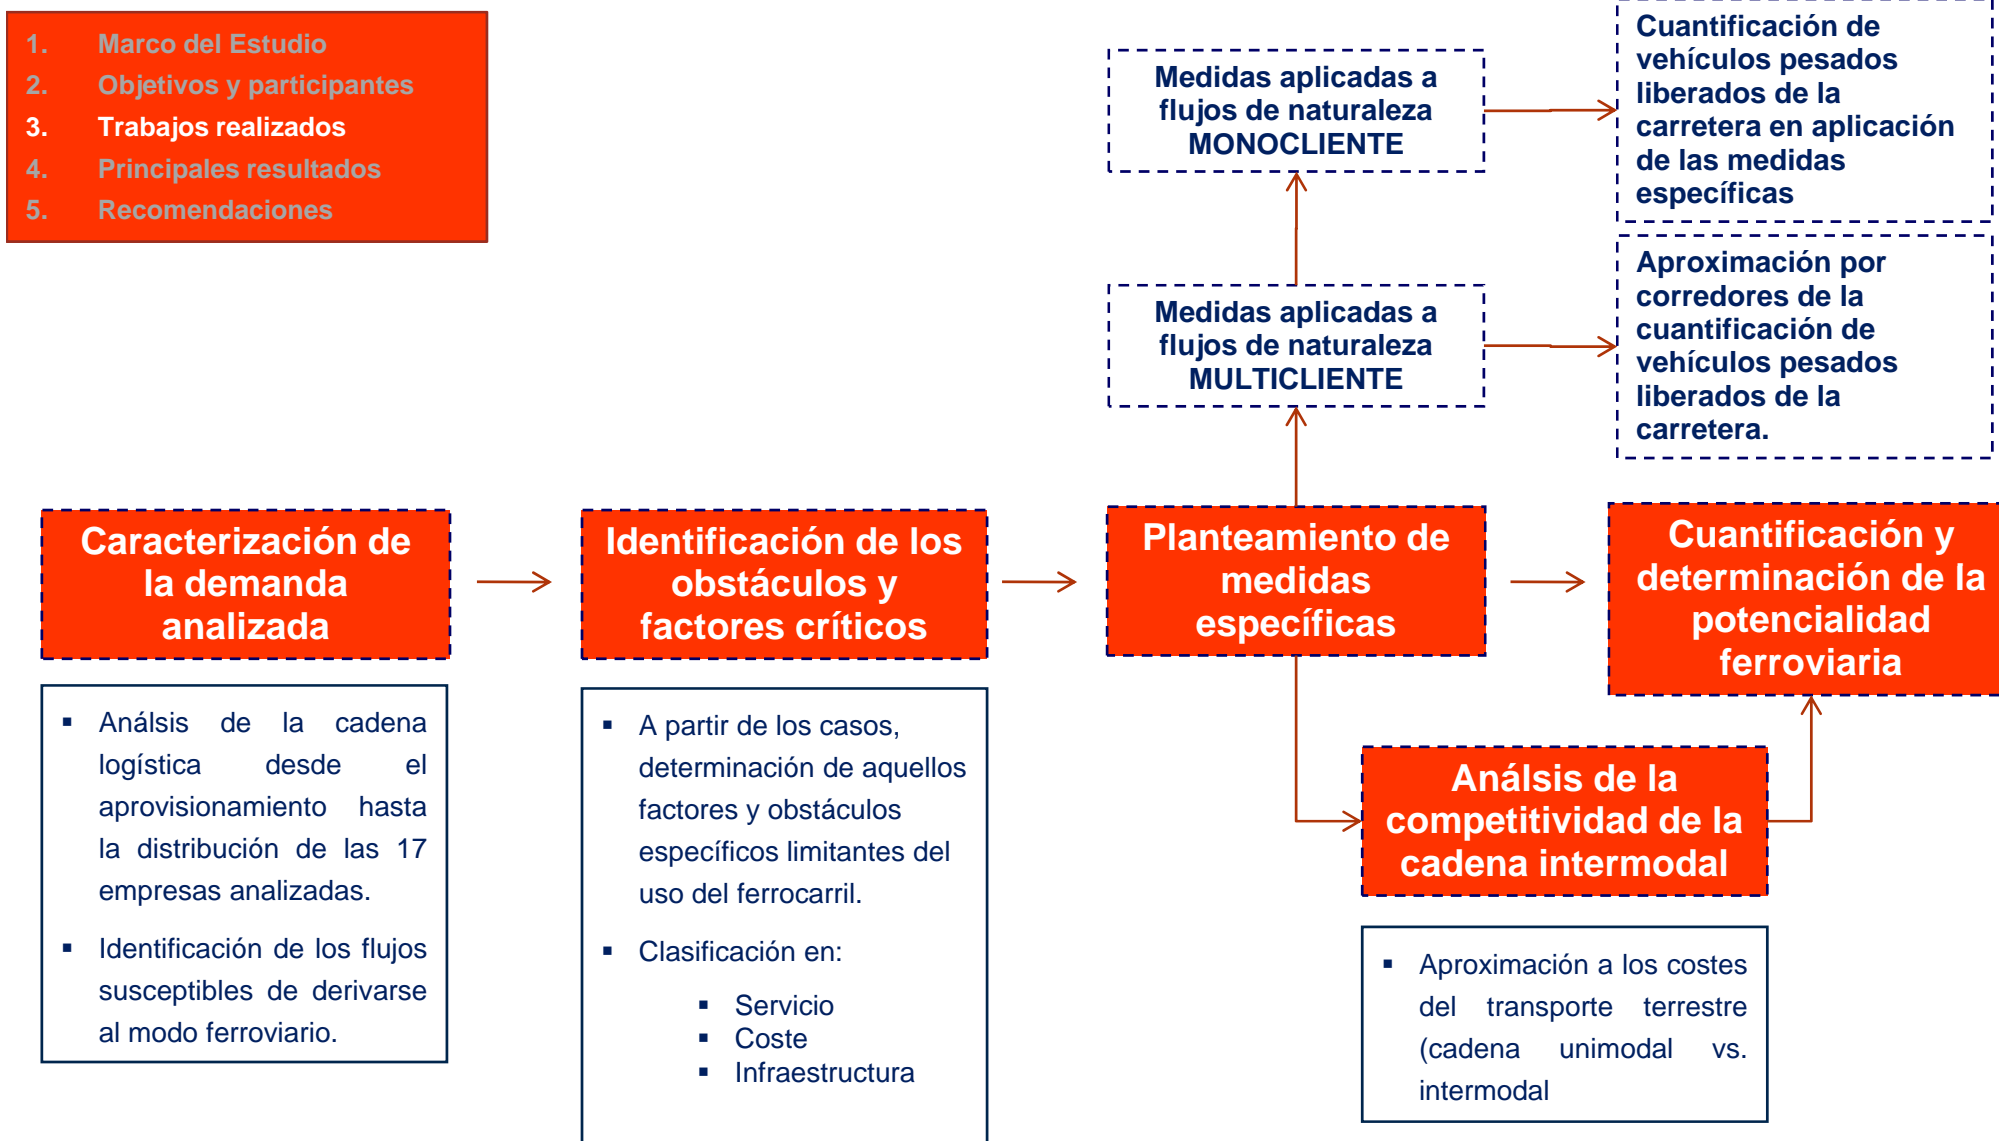 1. Marco del Estudio
2. Objetivos y participantes
3. Trabajos realizados
4. Principales resultados
5. Recomendaciones
Medidas aplicadas a
flujos de naturaleza
MONOCLIENTE
Cuantificación de
vehículos pesados
liberados de la
carretera en aplicación
de las medidas
específicas
Medidas aplicadas a
flujos de naturaleza
MULTICLIENTE
Aproximación por
corredores de la
cuantificación de
vehículos pesados
liberados de la
carretera.
Caracterización de
la demanda
analizada
Identificación de los
obstáculos y
factores críticos
Planteamiento de
medidas
específicas
Cuantificación y
determinación de la
potencialidad
ferroviaria
▪ Análsis de la cadena
logística desde el
aprovisionamiento hasta
la distribución de las 17
empresas analizadas.
▪ Identificación de los flujos
susceptibles de derivarse
al modo ferroviario.
▪ A partir de los casos,
determinación de aquellos
factores y obstáculos
específicos limitantes del
uso del ferrocarril.
▪ Clasificación en:
▪ Servicio
▪ Coste
▪ Infraestructura
Análsis de la
competitividad de la
cadena intermodal
▪ Aproximación a los costes
del transporte terrestre
(cadena unimodal vs.
intermodal